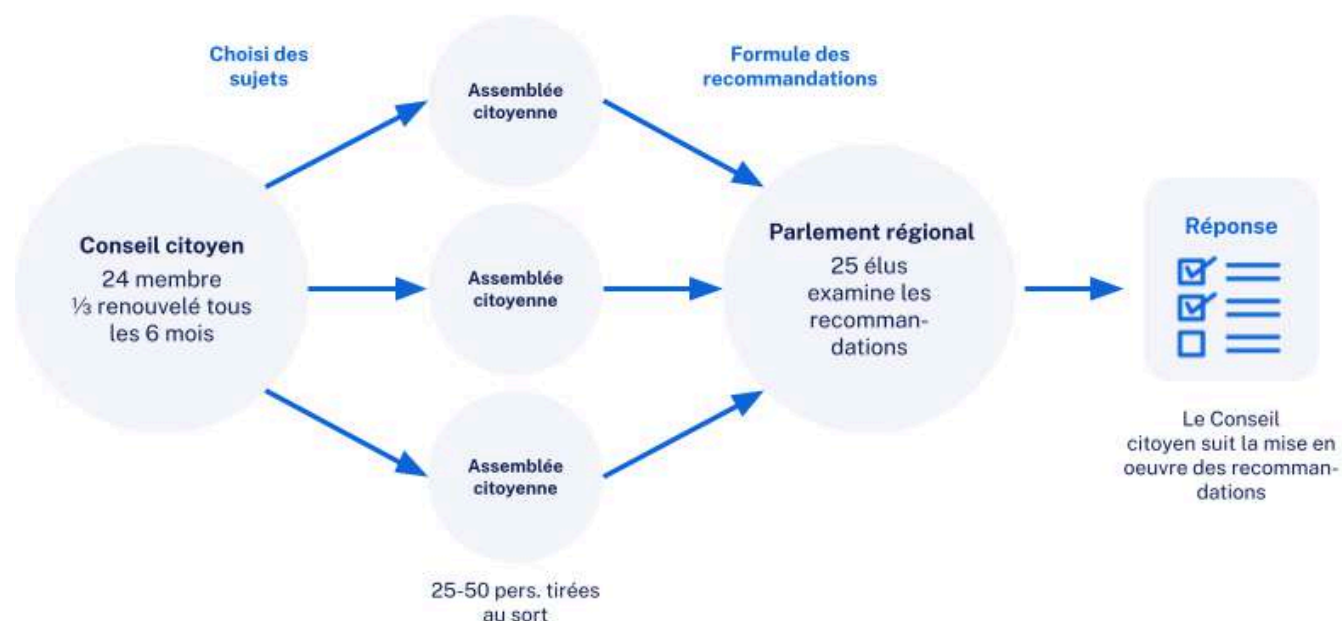 Choisi des
sujets
Formule des
recommandations
Assemblée
citoyenne
Conseil citoyen
24 membre
⅓ renouvelé tous
les 6 mois
Assemblée
citoyenne
Parlement régional
25 élus
examine les
recomman-
dations
Réponse
Assemblée
citoyenne
Le Conseil
citoyen suit la mise en
oeuvre des recomman-
dations
25-50 pers. tirées
au sort